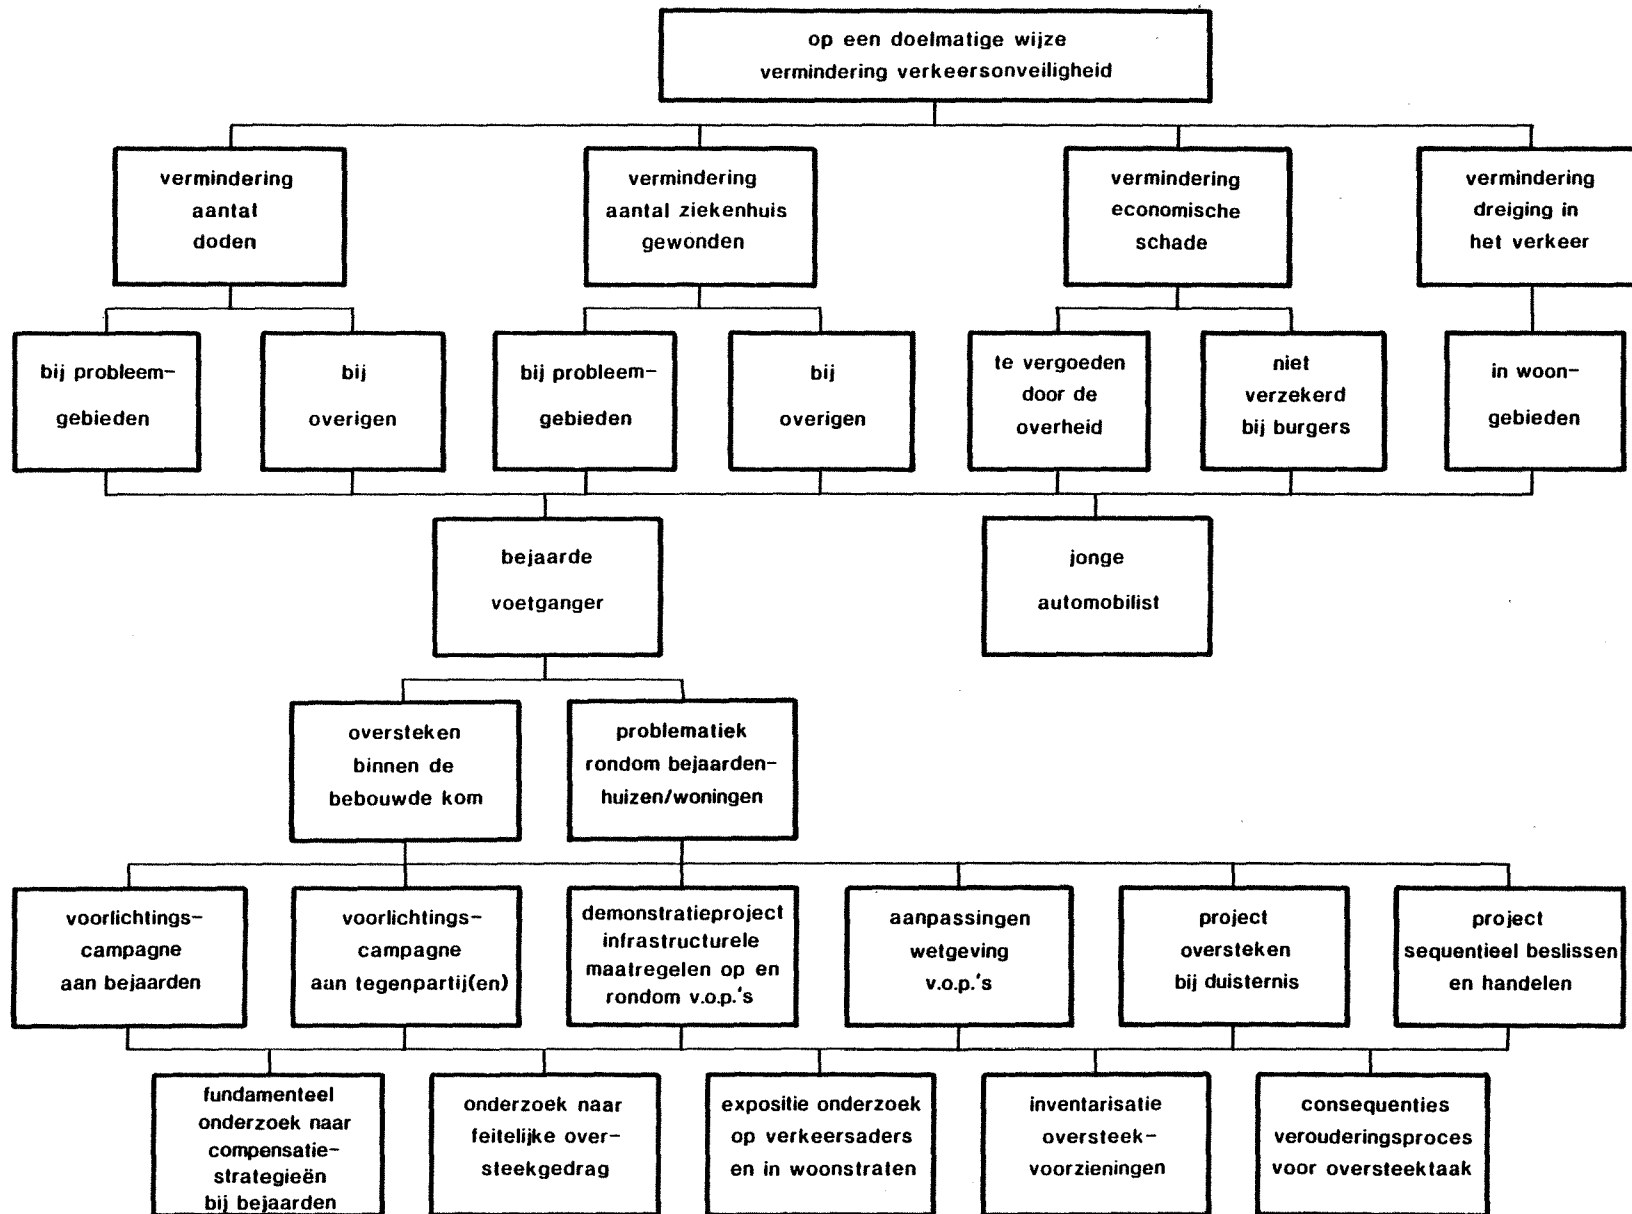 op een doelmatige wijze
vermindering verkeersonveiligheid
vermindering
aantal
doden
vermindering
aantal ziekenhuis
gewonden
vermindering
economische
schade
vermindering
dreiging in
het verkeer
bij probleem-
gebieden
bij
overigen
bij probleem-
gebieden
bij
overigen
te vergoeden
door de
overheid
niet
verzekerd
bij burgers
in woon-
gebieden
bejaarde
voetganger
jonge
automobilist
oversteken
binnen de
bebouwde kom
problematiek
rondom bejaarden-
huizen/woningen
voorlichtings-
campagne
aan bejaarden
voorlichtings-
campagne
aan tegenpartij(en)
demonstratieproject
infrastructurele
maatregelen op en
rondom v.o.p.'s
aanpassingen
wetgeving
v.o.p.'s
project
oversteken
bij duisternis
project
sequentieel beslissen
en handelen
fundamenteel
onderzoek naar
compensatie-
strategieën
bij bejaarden
onderzoek naar
feitelijke over-
steekgedrag
expositie onderzoek
op verkeersaders
en in woonstraten
inventarisatie
oversteek-
voorzieningen
consequenties
verouderingsproces
voor oversteektaak